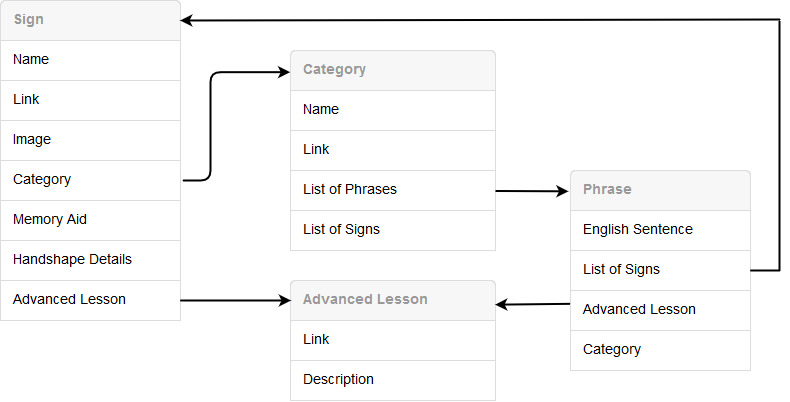 Sign
Name
Link
Image
Category
Memory Aid
Handshape Details
Advanced Lesson
Category
Name
Link
List of Phrases
List of Signs
Advanced Lesson
Link
Description
Phrase
English Sentence
List of Signs
Advanced Lesson
Category